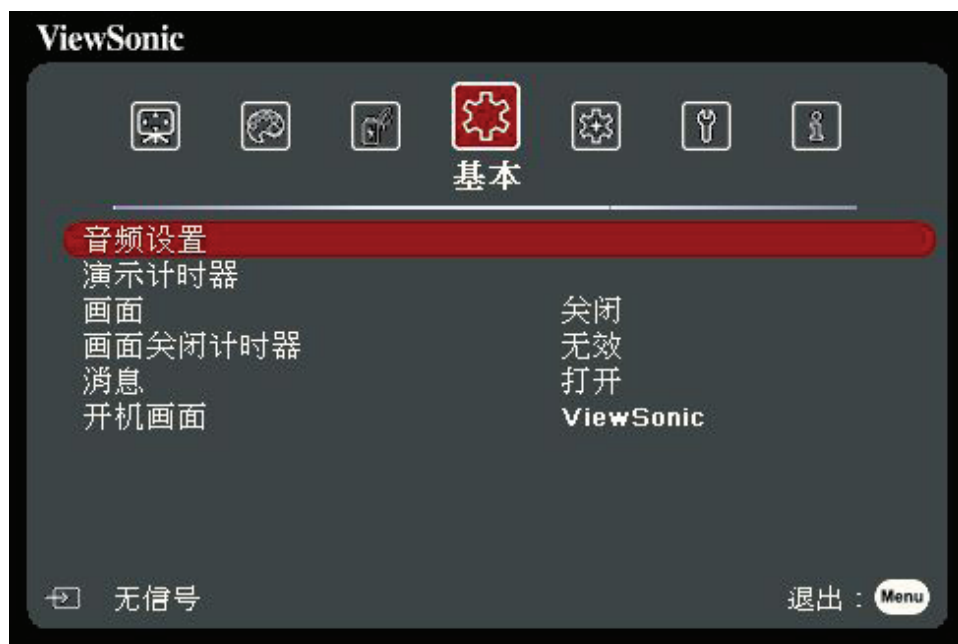 ViewSonic
基本
音频设置
演示计时器
画面 关闭
画面关闭计时器 无效
消息 打开
开机画面 ViewSonic
无信号 退出： Menu